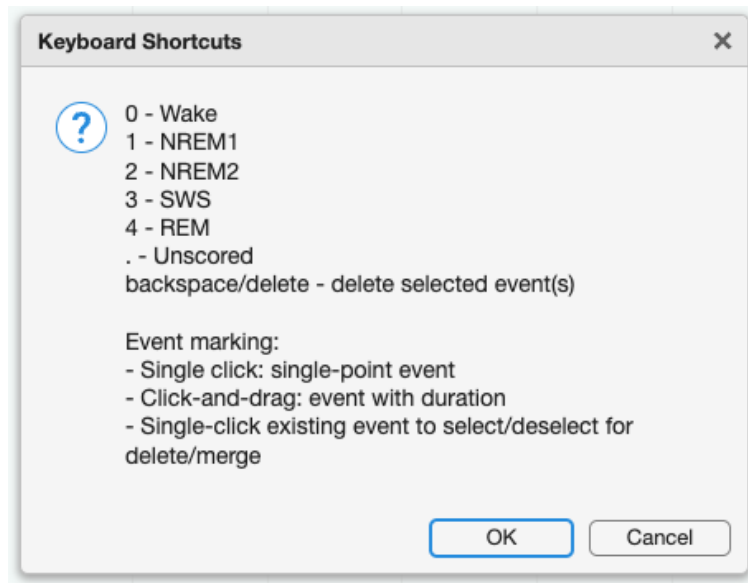 Keyboard Shortcuts
0 - Wake
1 - NREM1
2 - NREM2
3 - SWS
4 - REM
. - Unscored
backspace/delete - delete selected event(s)
Event marking:
- Single click: single-point event
- Click-and-drag: event with duration
- Single-click existing event to select/deselect for
delete/merge
OK
Cancel